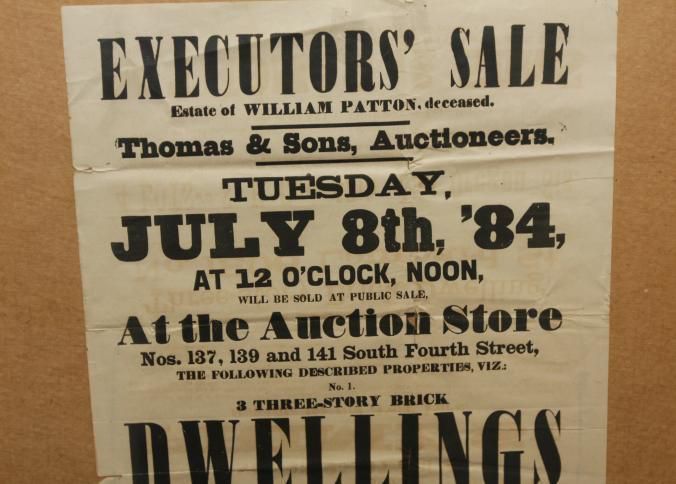 EXECUTORS' SALE
Estate of WILLIAM PATTON, deceased.
Thomas & Sons, Auctioneers.
TUESDAY,
JULY 8th, '84,
AT 12 O'CLOCK, NOON,
WILL BE SOLD AT PUBLIC SALE,
At the Auction Store
Nos. 137, 139 and 141 South Fourth Street,
THE FOLLOWING DESCRIBED PROPERTIES, VIZ.:
No. 1.
3 THREE-STORY BRICK
DWELLINGS